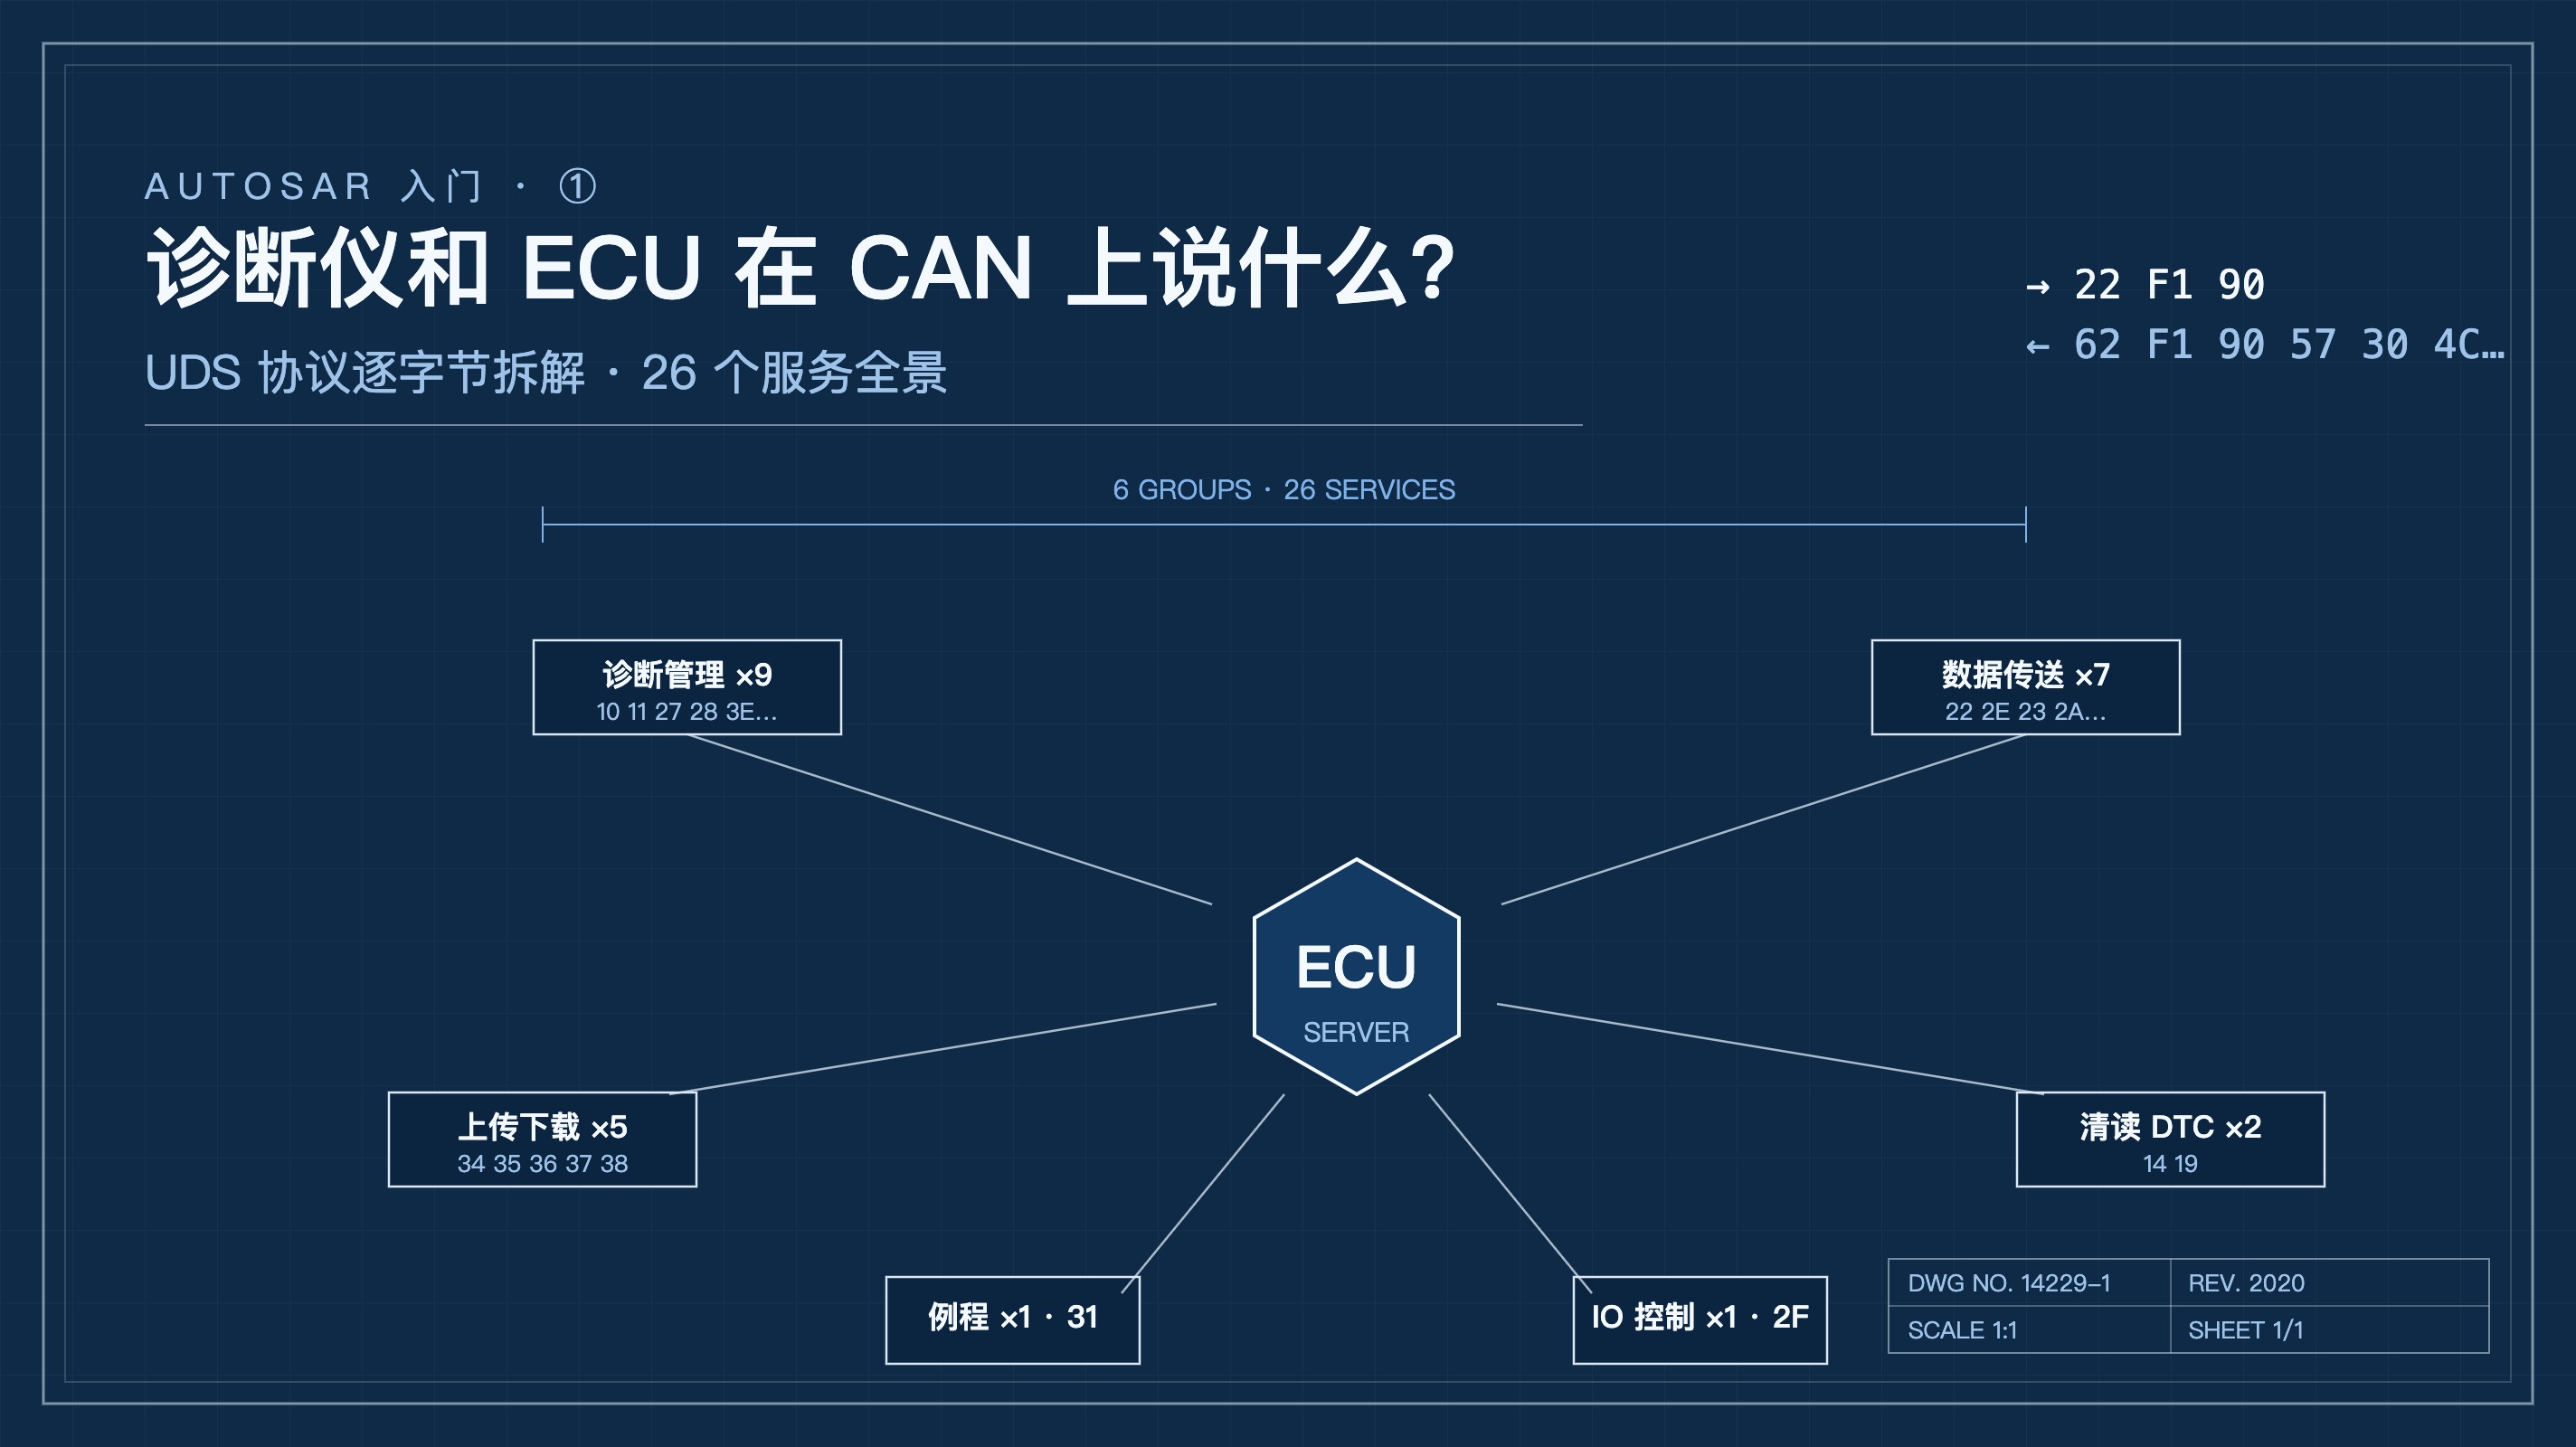 AUTOSAR 入门 · ①
诊断仪和 ECU 在 CAN 上说什么?
UDS 协议逐字节拆解 · 26 个服务全景
→ 22 F1 90
← 62 F1 90 57 30 4C…
6 GROUPS · 26 SERVICES
诊断管理 ×9
10 11 27 28 3E…
数据传送 ×7
22 2E 23 2A…
ECU
SERVER
上传下载 ×5
34 35 36 37 38
清读 DTC ×2
14 19
例程 ×1 · 31
IO 控制 ×1 · 2F
DWG NO. 14229-1
REV. 2020
SCALE 1:1
SHEET 1/1